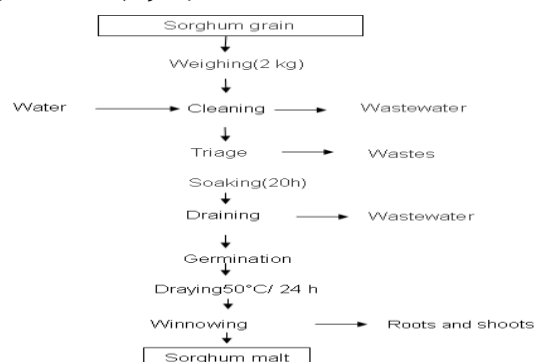 Sorghum grain
Weighing(2 kg)
Water Cleaning Wastewater
Triage Wastes
Soaking(20h)
Draining Wastewater
Germination
Draying50°C/ 24 h
Winnowing Roots and shoots
Sorghum malt